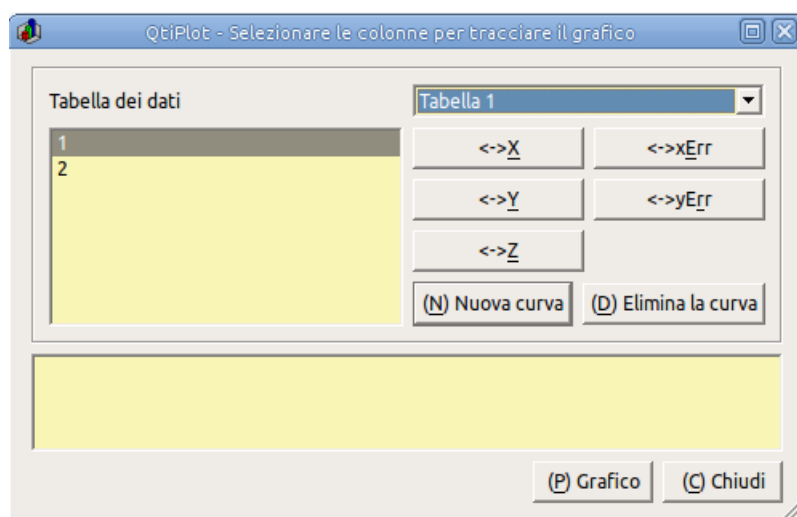 QtiPlot - Selezionare le colonne per tracciare il grafico
Tabella dei dati
Tabella 1
1
2
<->X
<->xErr
<->Y
<->yErr
<->Z
(N) Nuova curva
(D) Elimina la curva
(P) Grafico
(C) Chiudi